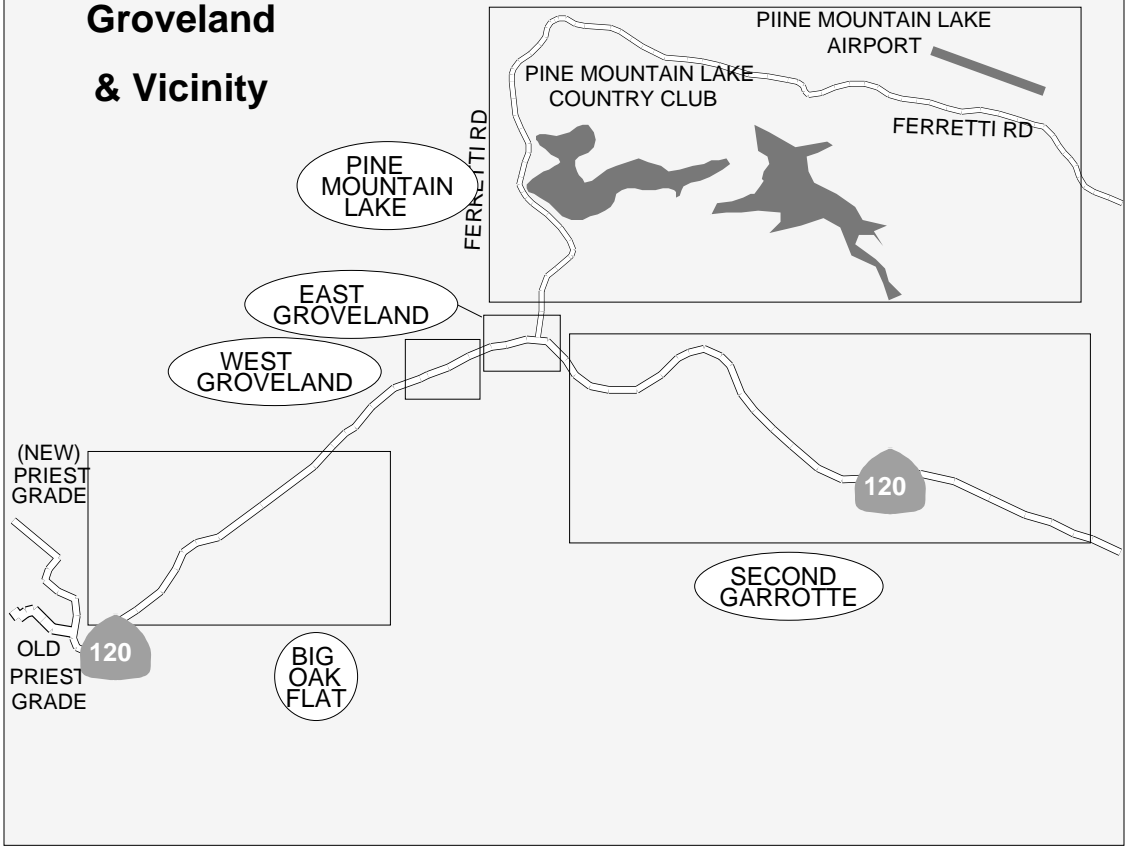 Groveland
& Vicinity
PIINE MOUNTAIN LAKE
AIRPORT
PINE MOUNTAIN LAKE
COUNTRY CLUB
FERRETTI RD
FERRETTI RD
PINE
MOUNTAIN
LAKE
EAST
GROVELAND
WEST
GROVELAND
(NEW)
PRIEST
GRADE
120
SECOND
GARROTTE
OLD
PRIEST
GRADE
120
BIG
OAK
FLAT